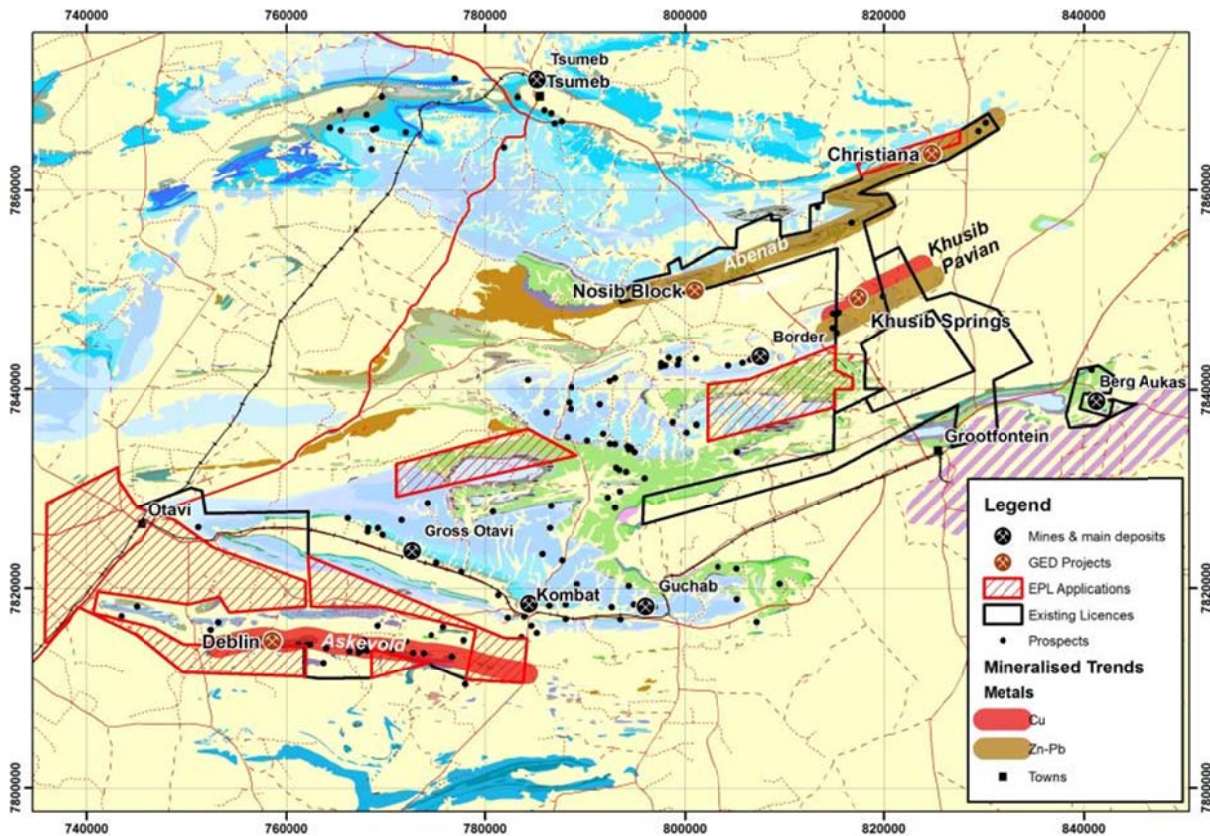 740000 760000 780000 800000 820000 840000
Tsumeb
Tsumeb
Christiana
7860000
7860000
Abenab
Khusib
Pavian
Nosib Block
Khusib Springs
Border
7840000
7840000
Berg Aukas
Grootfontein
Otavi
Gross Otavi
Guchab
Kombat
7820000
7820000
Deblin
Askevold
Legend
Mines & main deposits
GED Projects
EPL Applications
Existing Licences
Prospects
Mineralised Trends
Metals
Cu
Zn-Pb
Towns
7800000
7800000
740000 760000 780000 800000 820000 840000